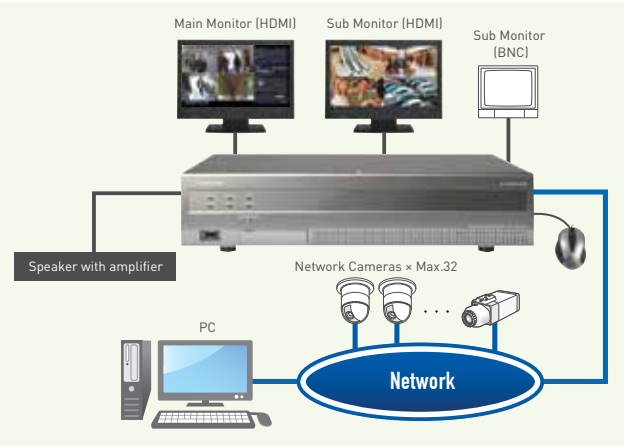 Main Monitor (HDMI)
Sub Monitor (HDMI)
Sub Monitor
(BNC)
Speaker with amplifier
Network Cameras × Max.32
. . .
PC
Network